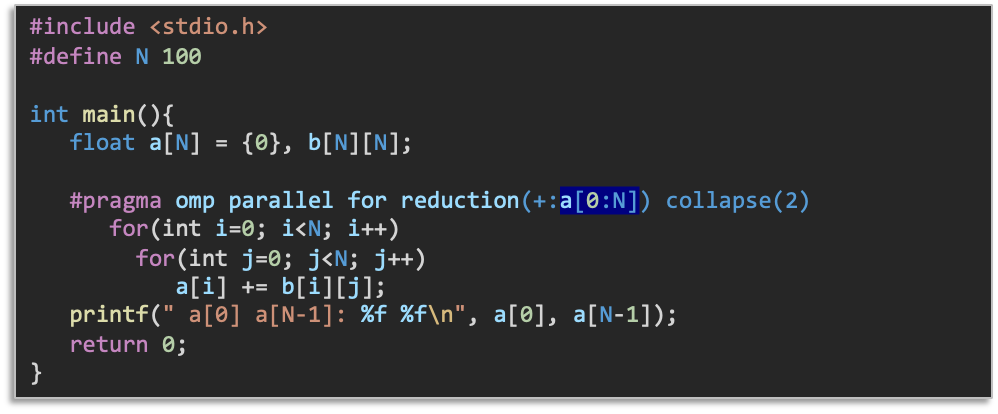 #include <stdio.h>
#define N 100

int main(){
   float a[N] = {0}, b[N][N];

   #pragma omp parallel for reduction(+:a[0:N]) collapse(2)
      for(int i=0; i<N; i++)
        for(int j=0; j<N; j++)
           a[i] += b[i][j];
   printf(" a[0] a[N-1]: %f %f\n", a[0], a[N-1]);
   return 0;
}